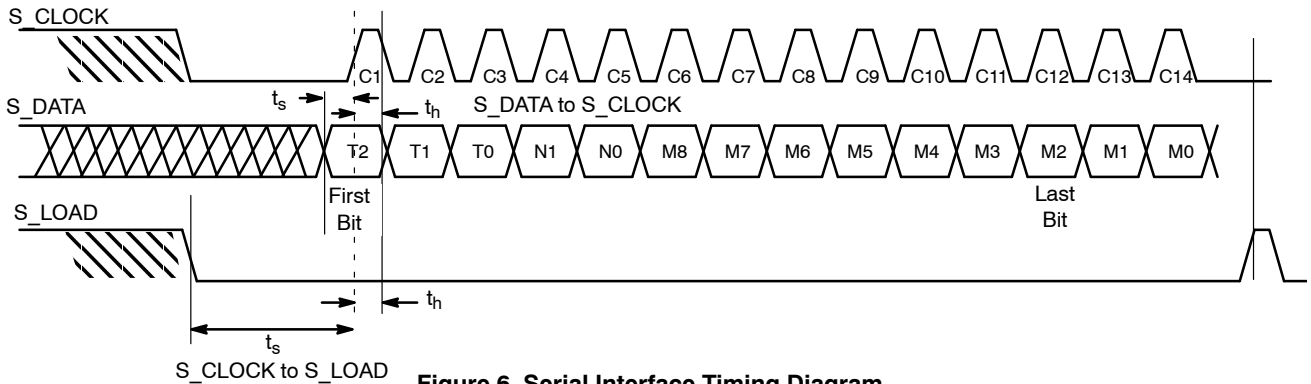 S_CLOCK
C1 C2 C3 C4 C5 C6 C7 C8 C9 C10 C11 C12 C13 C14
ts
S_DATA
th S_DATA to S_CLOCK
T2 T1 T0 N1 N0 M8 M7 M6 M5 M4 M3 M2 M1 M0
First
Bit
Last
Bit
S_LOAD
th
ts
S_CLOCK to S_LOAD
Figure 6. Serial Interface Timing Diagram